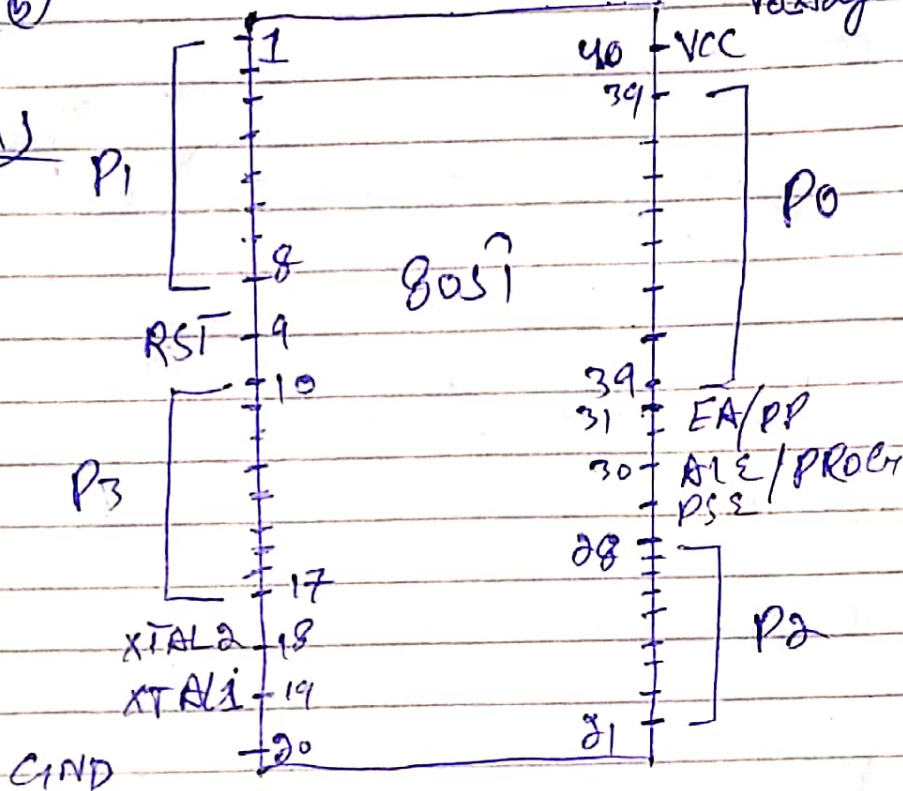 1 40 VCC
39
P1 P0
8
8051
RST 9
10 39
31 EA/PP
P3 30 ALE/PROG
PSE
28
17
XTAL2 18 P2
XTAL1 19
20 21
GND